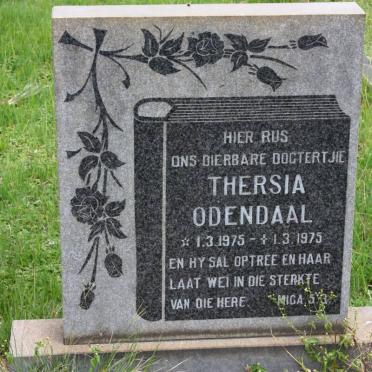 HIER RUS
ONS DIERBARE DOGTERTJIE
THERSIA
ODENDAAL
☆ 1.3.1975 - ✝ 1.3.1975
EN HY SAL OPTREE EN HAAR
LAAT WEI IN DIE STERKTE
VAN DIE HERE. MIGA. 5:3